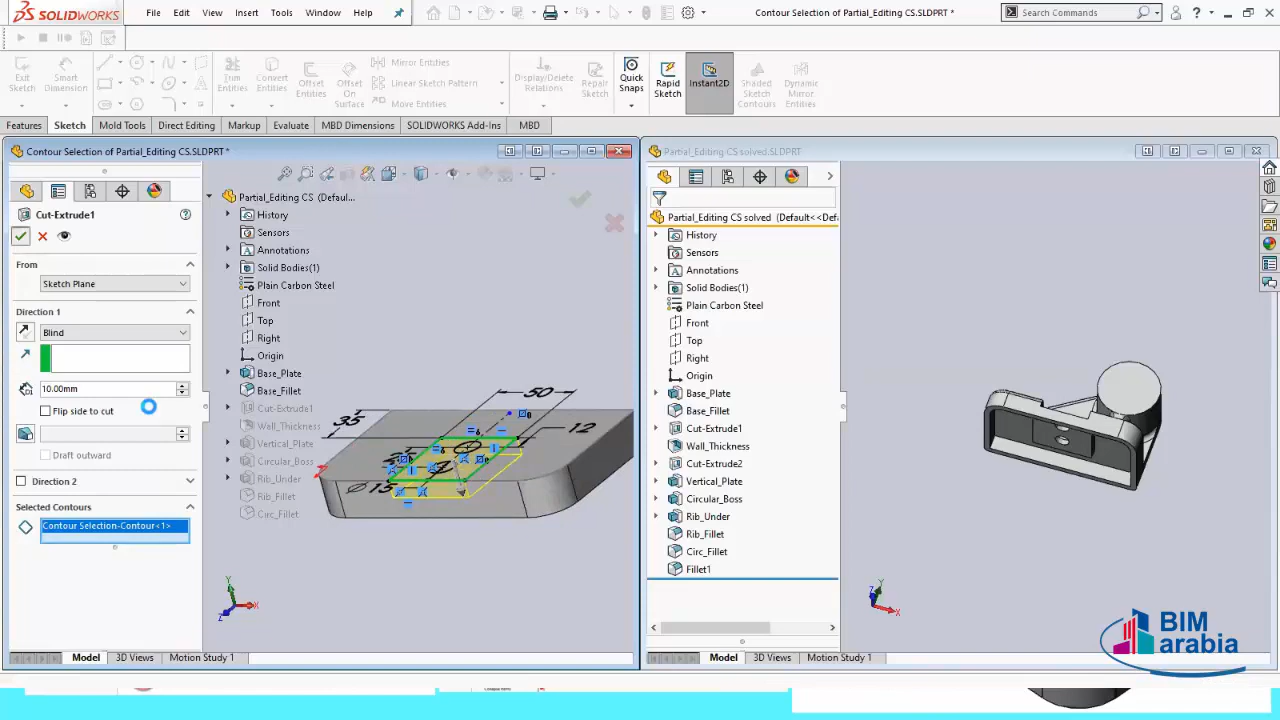 SOLIDWORKS
File
Edit
View
Insert
Tools
Window
Help
Contour Selection of Partial_Editing CS.SLDPRT *
Search Commands
Exit Sketch
Smart Dimension
Trim Entities
Convert Entities
Offset Entities
Offset On Surface
Mirror Entities
Linear Sketch Pattern
Move Entities
Display/Delete Relations
Repair Sketch
Quick Snaps
Rapid Sketch
Instant2D
Shaded Sketch Contours
Dynamic Mirror Entities
Features
Sketch
Mold Tools
Direct Editing
Markup
Evaluate
MBD Dimensions
SOLIDWORKS Add-Ins
MBD
Contour Selection of Partial_Editing CS.SLDPRT*
Cut-Extrude1
From
Sketch Plane
Direction 1
Blind
10.00mm
Flip side to cut
Draft outward
Direction 2
Selected Contours
Contour Selection-Contour<1>
Partial_Editing CS (Defaul...
History
Sensors
Annotations
Solid Bodies(1)
Plain Carbon Steel
Front
Top
Right
Origin
Base_Plate
Base_Fillet
Cut-Extrude1
Wall_Thickness
Vertical_Plate
Circular_Boss
Rib_Under
Rib_Fillet
Circ_Fillet
50
35
12
Ø15
Y
X
Z
Model
3D Views
Motion Study 1
Partial_Editing CS solved.SLDPRT
Partial_Editing CS solved (Default<<Def
History
Sensors
Annotations
Solid Bodies(1)
Plain Carbon Steel
Front
Top
Right
Origin
Base_Plate
Base_Fillet
Cut-Extrude1
Wall_Thickness
Cut-Extrude2
Vertical_Plate
Circular_Boss
Rib_Under
Rib_Fillet
Circ_Fillet
Fillet1
Y
Z
X
Model
3D Views
Motion Study 1
BIM
arabia